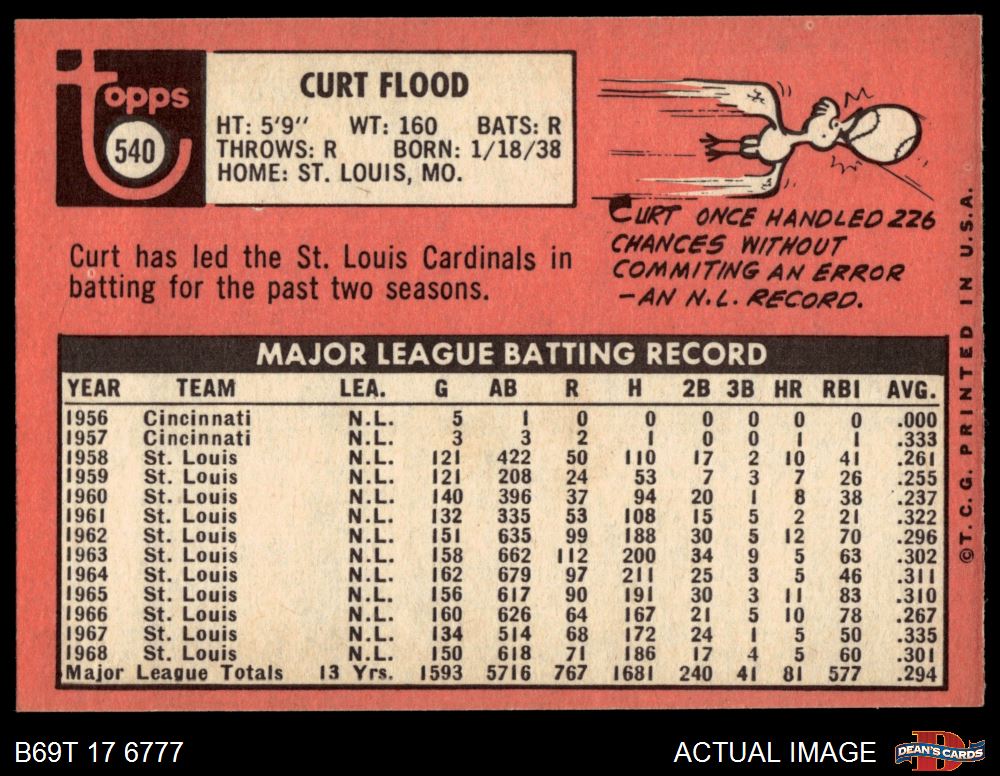 topps
540
CURT FLOOD
HT: 5'9" WT: 160 BATS: R
THROWS: R BORN: 1/18/38
HOME: ST. LOUIS, MO.
CURT ONCE HANDLED 226
CHANCES WITHOUT
COMMITING AN ERROR
—AN N.L. RECORD.
Curt has led the St. Louis Cardinals in
batting for the past two seasons.
MAJOR LEAGUE BATTING RECORD
YEAR TEAM LEA. G AB R H 2B 3B HR RBI AVG.
1956 Cincinnati N.L. 5 1 0 0 0 0 0 0 .000
1957 Cincinnati N.L. 3 3 2 1 0 0 1 1 .333
1958 St. Louis N.L. 121 422 50 110 17 2 10 41 .261
1959 St. Louis N.L. 121 208 24 53 7 3 7 26 .255
1960 St. Louis N.L. 140 396 37 94 20 1 8 38 .237
1961 St. Louis N.L. 132 335 53 108 15 5 2 21 .322
1962 St. Louis N.L. 151 635 99 188 30 5 12 70 .296
1963 St. Louis N.L. 158 662 112 200 34 9 5 63 .302
1964 St. Louis N.L. 162 679 97 211 25 3 5 46 .311
1965 St. Louis N.L. 156 617 90 191 30 3 11 83 .310
1966 St. Louis N.L. 160 626 64 167 21 5 10 78 .267
1967 St. Louis N.L. 134 514 68 172 24 1 5 50 .335
1968 St. Louis N.L. 150 618 71 186 17 4 5 60 .301
Major League Totals 13 Yrs. 1593 5716 767 1681 240 41 81 577 .294
©T.C.G. PRINTED IN U.S.A.
B69T 17 6777
ACTUAL IMAGE
DEAN'S CARDS